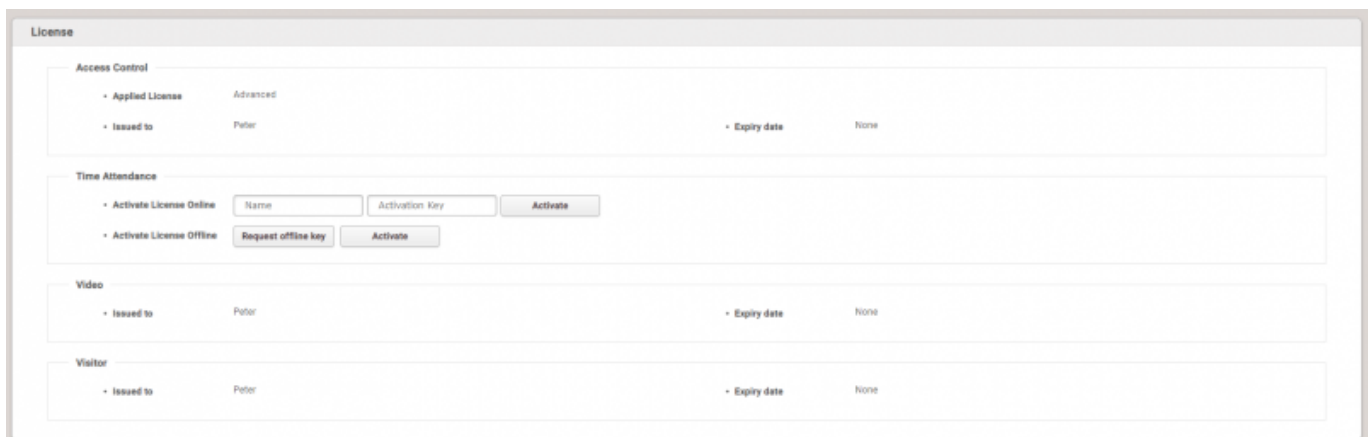 License
Access Control
• Applied License Advanced
• Issued to Peter • Expiry date None
Time Attendance
• Activate License Online Name Activation Key Activate
• Activate License Offline Request offline key Activate
Video
• Issued to Peter • Expiry date None
Visitor
• Issued to Peter • Expiry date None